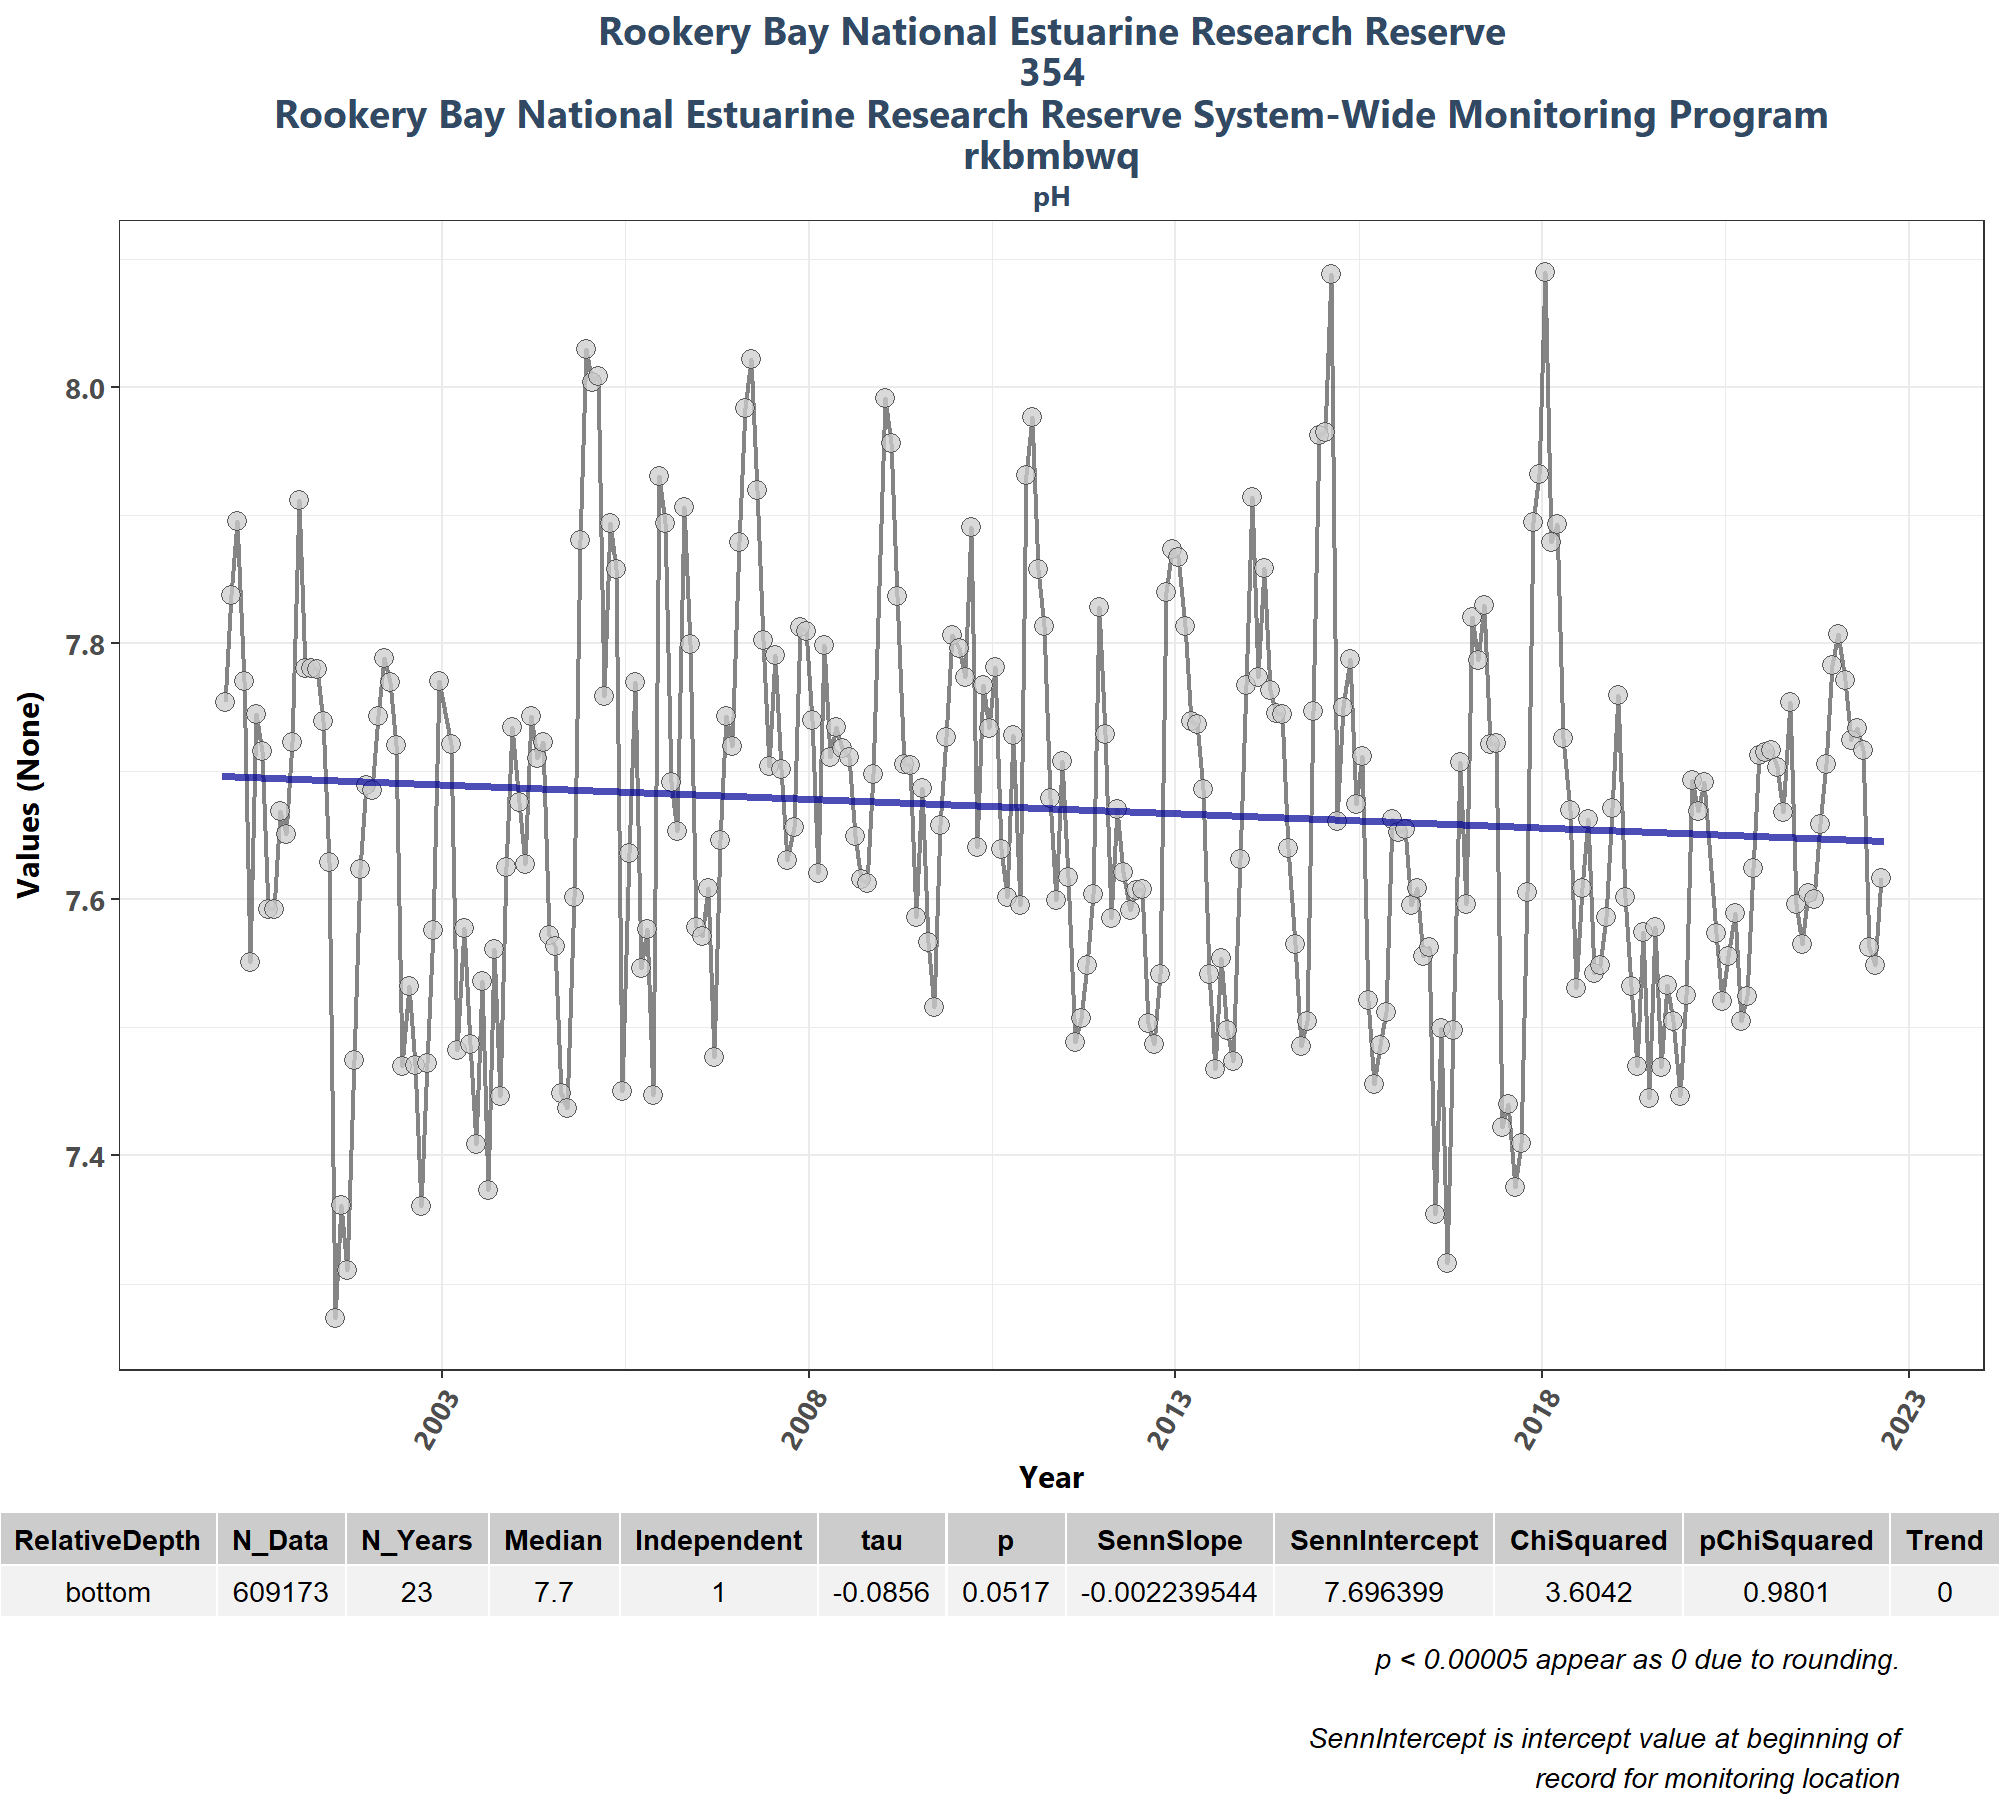 Rookery Bay National Estuarine Research Reserve
354
Rookery Bay National Estuarine Research Reserve System-Wide Monitoring Program
rkbmbwq
pH
8.0
7.8
7.6
7.4
Values (None)
2003 2008 2013 2018 2023
Year
RelativeDepth N_Data N_Years Median Independent tau p SennSlope SennIntercept ChiSquared pChiSquared Trend
bottom 609173 23 7.7 1 -0.0856 0.0517 -0.002239544 7.696399 3.6042 0.9801 0
p < 0.00005 appear as 0 due to rounding.
SennIntercept is intercept value at beginning of
record for monitoring location